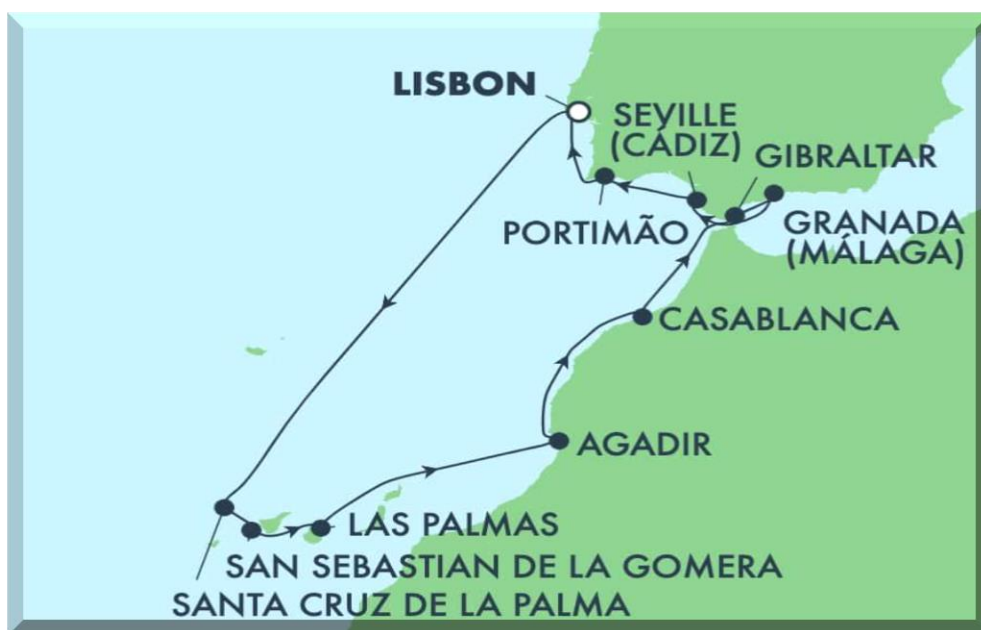 LISBON
SEVILLE
(CÁDIZ)
GIBRALTAR
PORTIMÃO
GRANADA
(MÁLAGA)
CASABLANCA
AGADIR
LAS PALMAS
SAN SEBASTIAN DE LA GOMERA
SANTA CRUZ DE LA PALMA